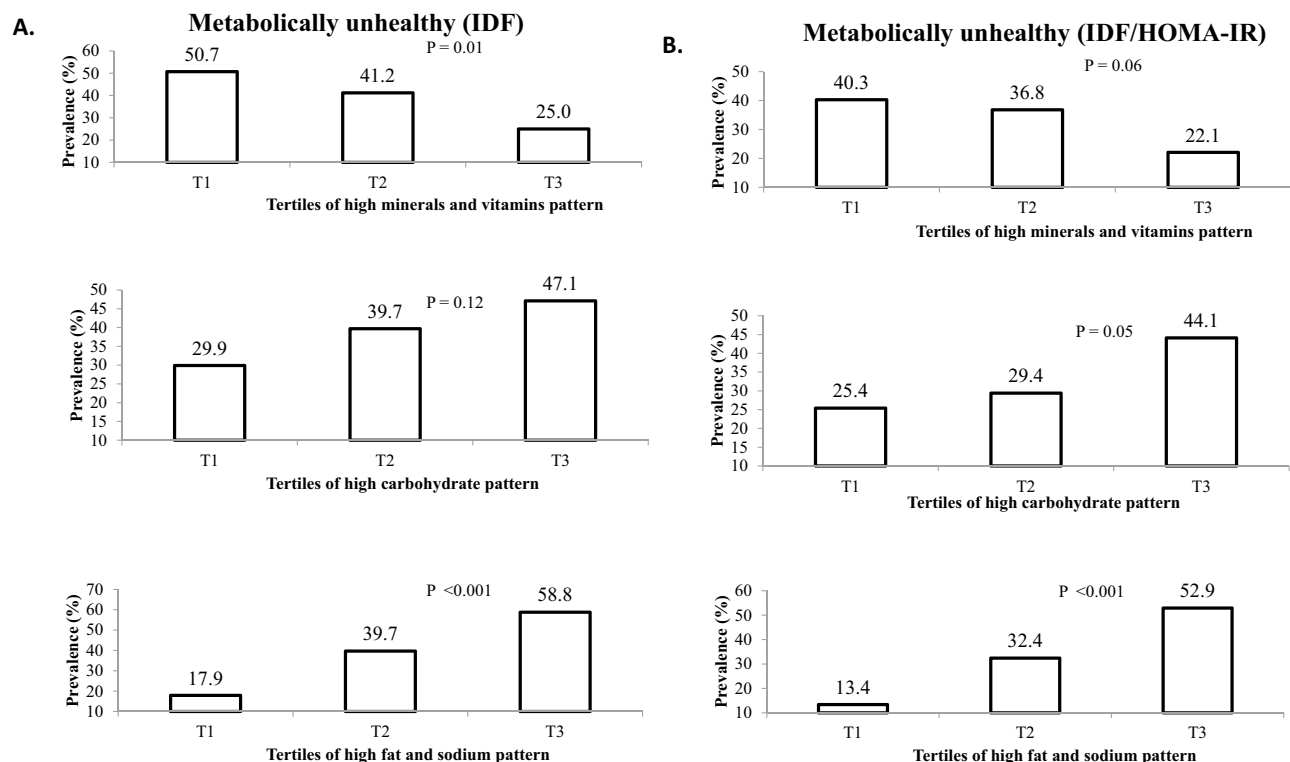 A.
Metabolically unhealthy (IDF)
P = 0.01
Prevalence (%)
60
50
40
30
20
10
50.7
41.2
25.0
T1
T2
T3
Tertiles of high minerals and vitamins pattern
P = 0.12
Prevalence (%)
50
45
40
35
30
25
20
15
10
29.9
39.7
47.1
T1
T2
T3
Tertiles of high carbohydrate pattern
P <0.001
Prevalence (%)
70
60
50
40
30
20
10
17.9
39.7
58.8
T1
T2
T3
Tertiles of high fat and sodium pattern
B.
Metabolically unhealthy (IDF/HOMA-IR)
P = 0.06
Prevalence (%)
50
40
30
20
10
40.3
36.8
22.1
T1
T2
T3
Tertiles of high minerals and vitamins pattern
P = 0.05
Prevalence (%)
50
45
40
35
30
25
20
15
10
25.4
29.4
44.1
T1
T2
T3
Tertiles of high carbohydrate pattern
P <0.001
Prevalence (%)
60
50
40
30
20
10
13.4
32.4
52.9
T1
T2
T3
Tertiles of high fat and sodium pattern